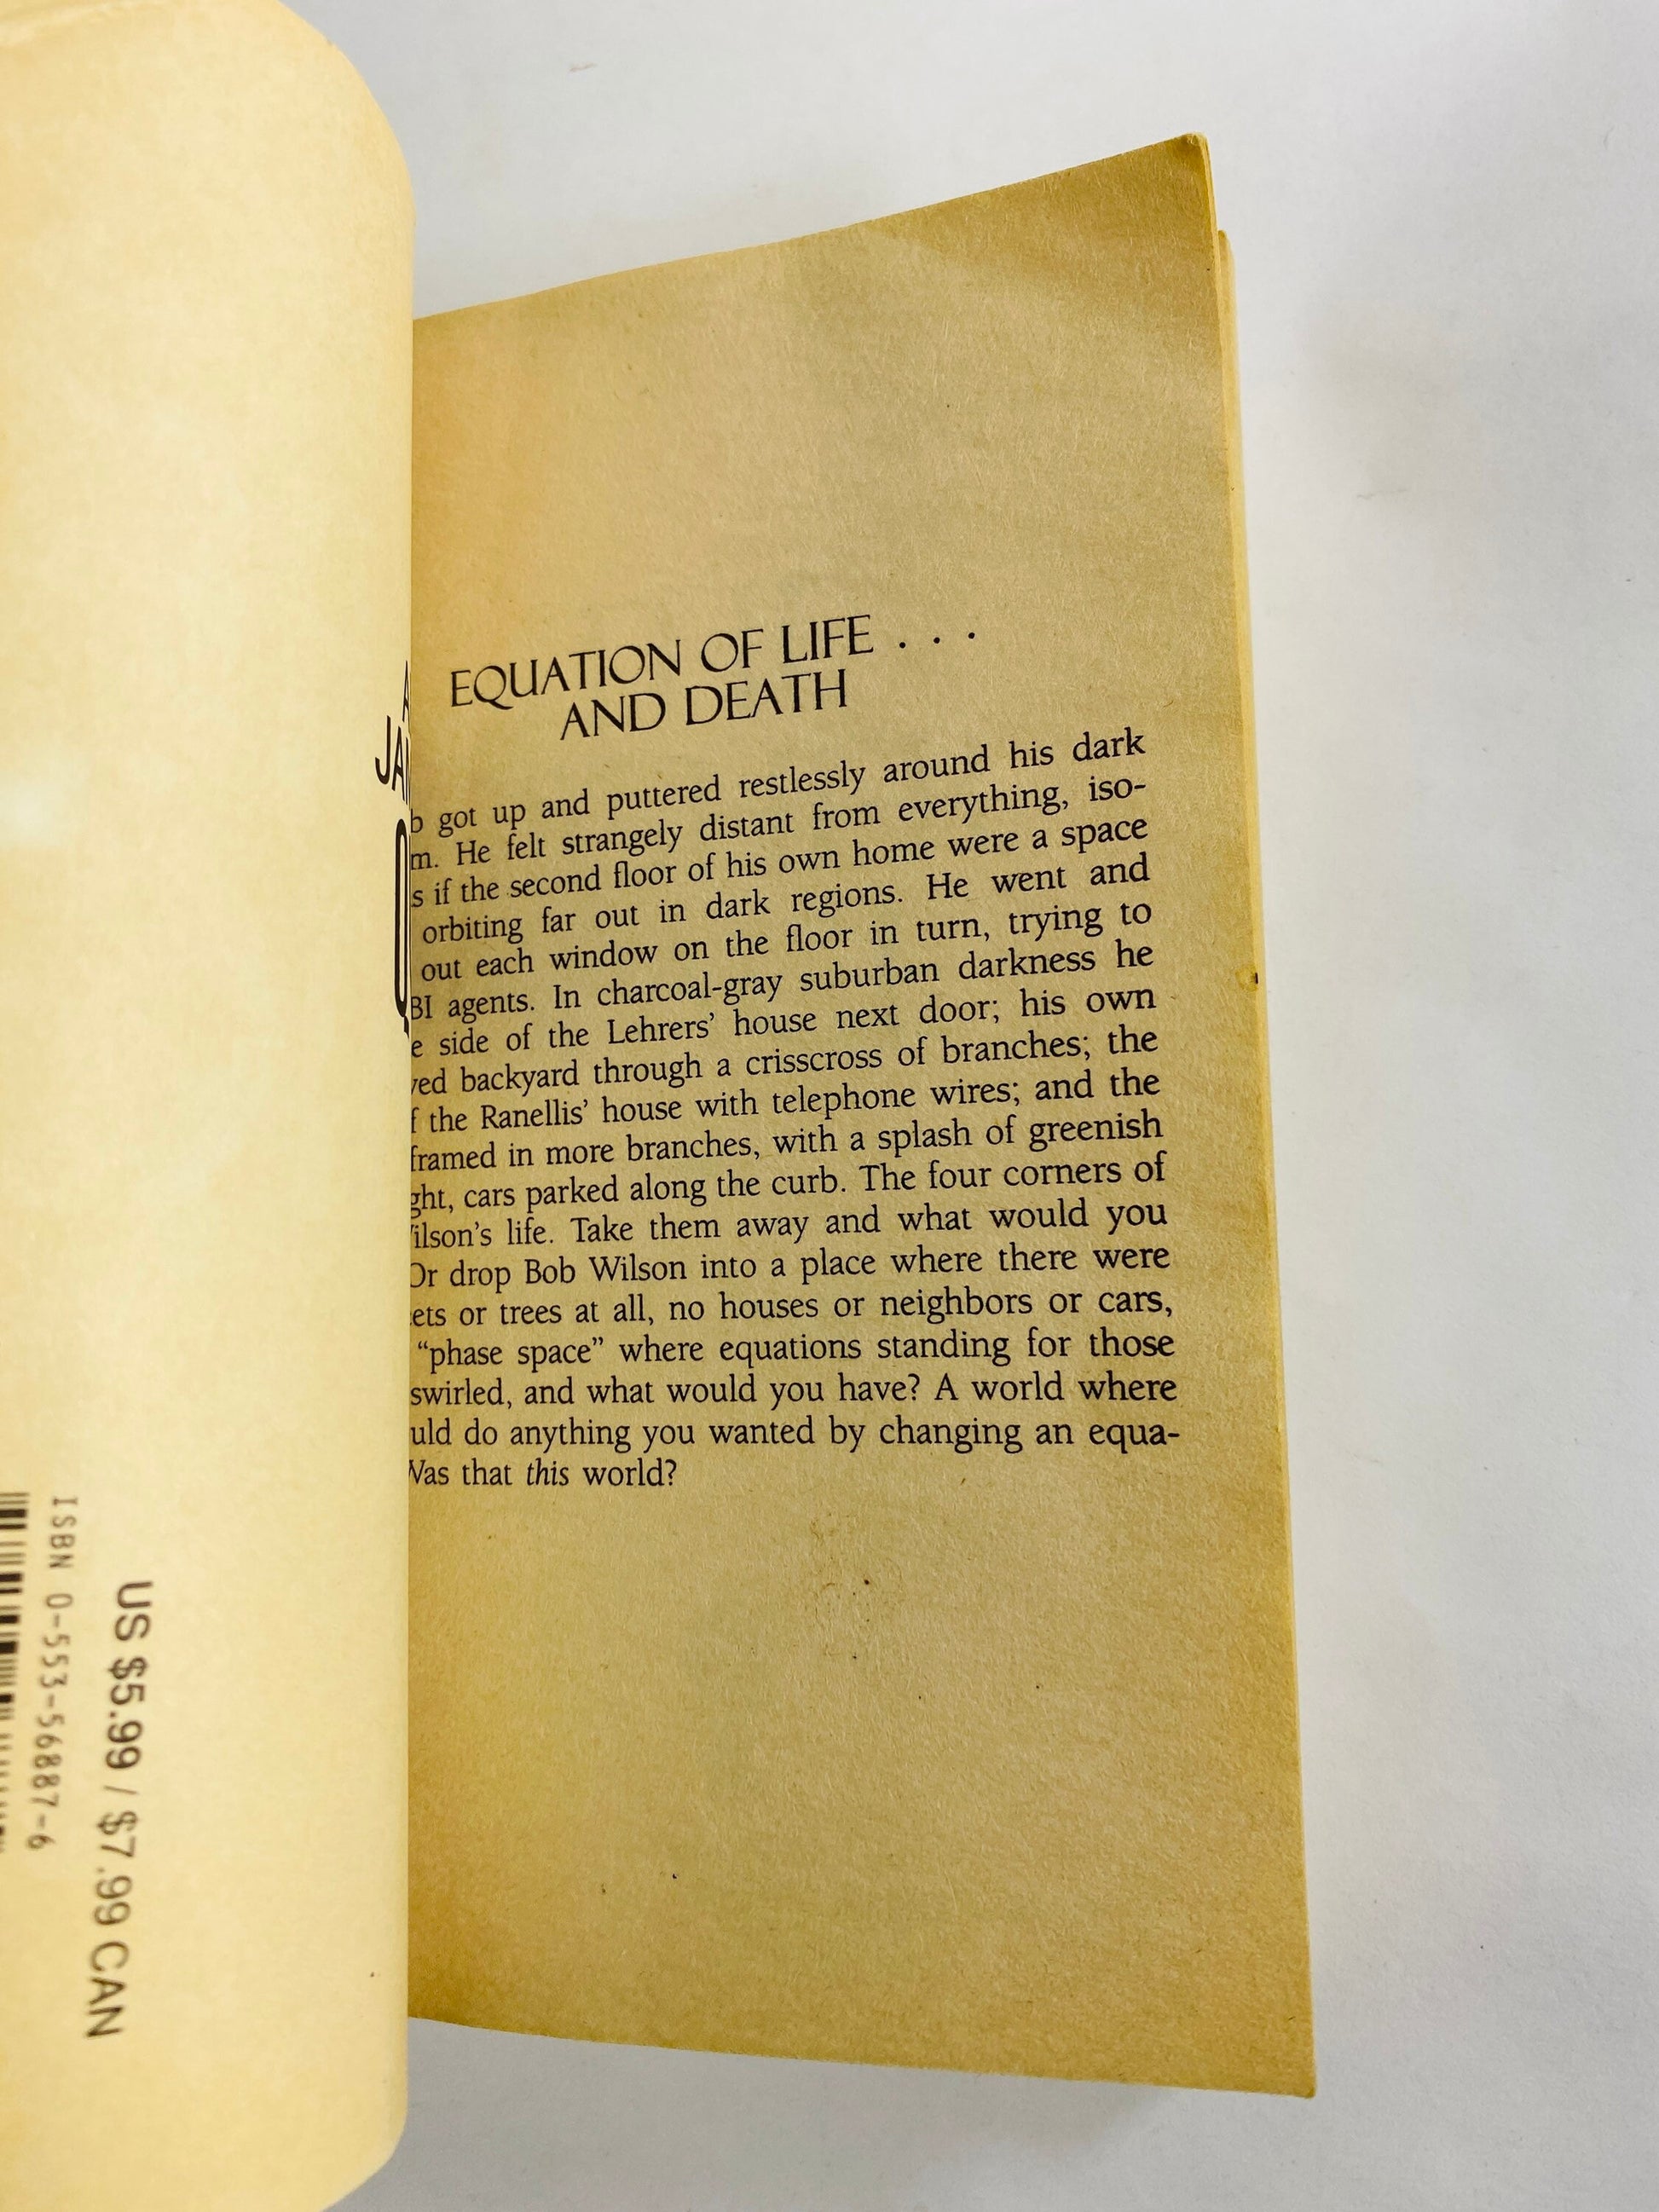 EQUATION OF LIFE . . .
AND DEATH
got up and puttered restlessly around his dark
He felt strangely distant from everything, iso-
if the second floor of his own home were a space
orbiting far out in dark regions. He went and
out each window on the floor in turn, trying to
BI agents. In charcoal-gray suburban darkness he
side of the Lehrers’ house next door; his own
backyard through a crisscross of branches; the
the Ranellis’ house with telephone wires; and the
framed in more branches, with a splash of greenish
cars parked along the curb. The four corners of
life. Take them away and what would you
Or drop Bob Wilson into a place where there were
or trees at all, no houses or neighbors or cars,
“phase space” where equations standing for those
swirled, and what would you have? A world where
uld do anything you wanted by changing an equa-
Was that this world?
ISBN 0-553-56887-6
US $5.99 / $7.99 CAN